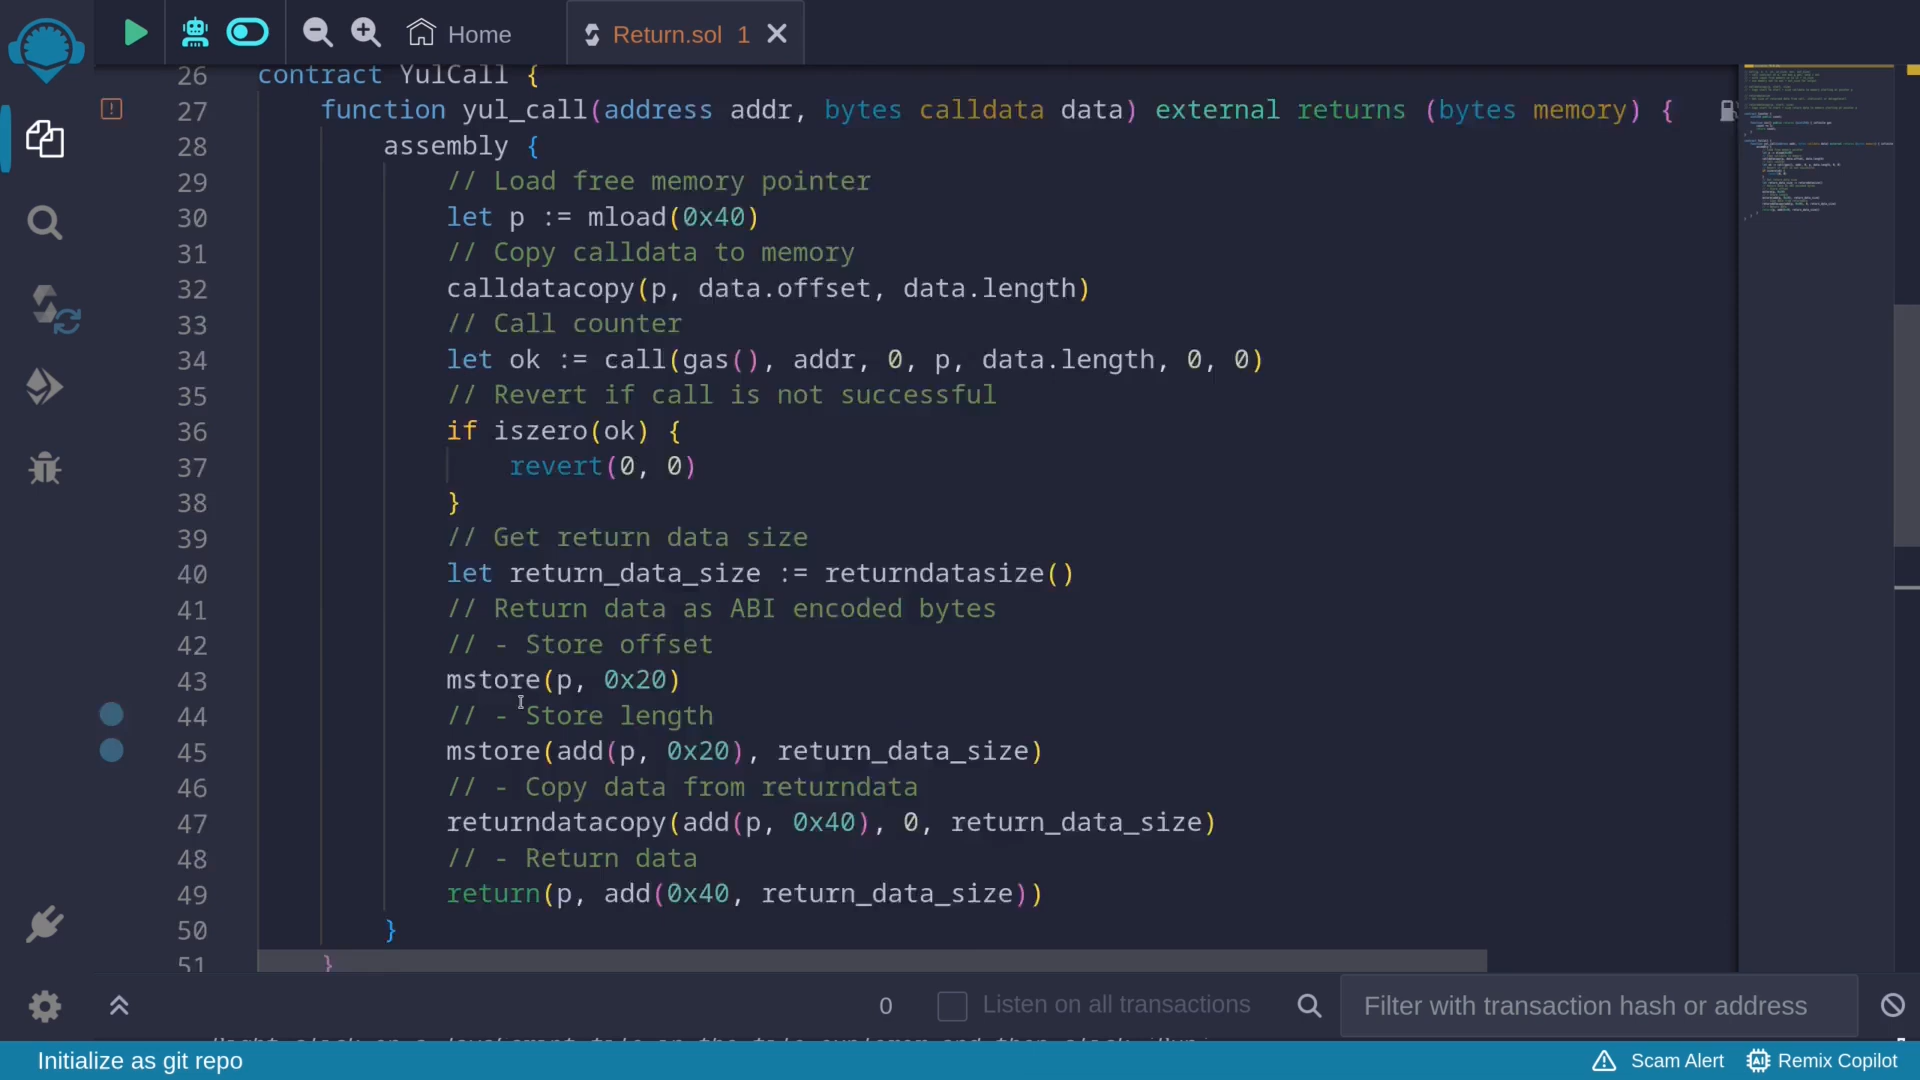 Home
Return.sol 1
26 contract YulCall {
27 function yul_call(address addr, bytes calldata data) external returns (bytes memory) {
28 assembly {
29 // Load free memory pointer
30 let p := mload(0x40)
31 // Copy calldata to memory
32 calldatacopy(p, data.offset, data.length)
33 // Call counter
34 let ok := call(gas(), addr, 0, p, data.length, 0, 0)
35 // Revert if call is not successful
36 if iszero(ok) {
37 revert(0, 0)
38 }
39 // Get return data size
40 let return_data_size := returndatasize()
41 // Return data as ABI encoded bytes
42 // - Store offset
43 mstore(p, 0x20)
44 // - Store length
45 mstore(add(p, 0x20), return_data_size)
46 // - Copy data from returndata
47 returndatacopy(add(p, 0x40), 0, return_data_size)
48 // - Return data
49 return(p, add(0x40, return_data_size))
50 }
51 }
0
Listen on all transactions
Filter with transaction hash or address
Initialize as git repo
Scam Alert
Remix Copilot